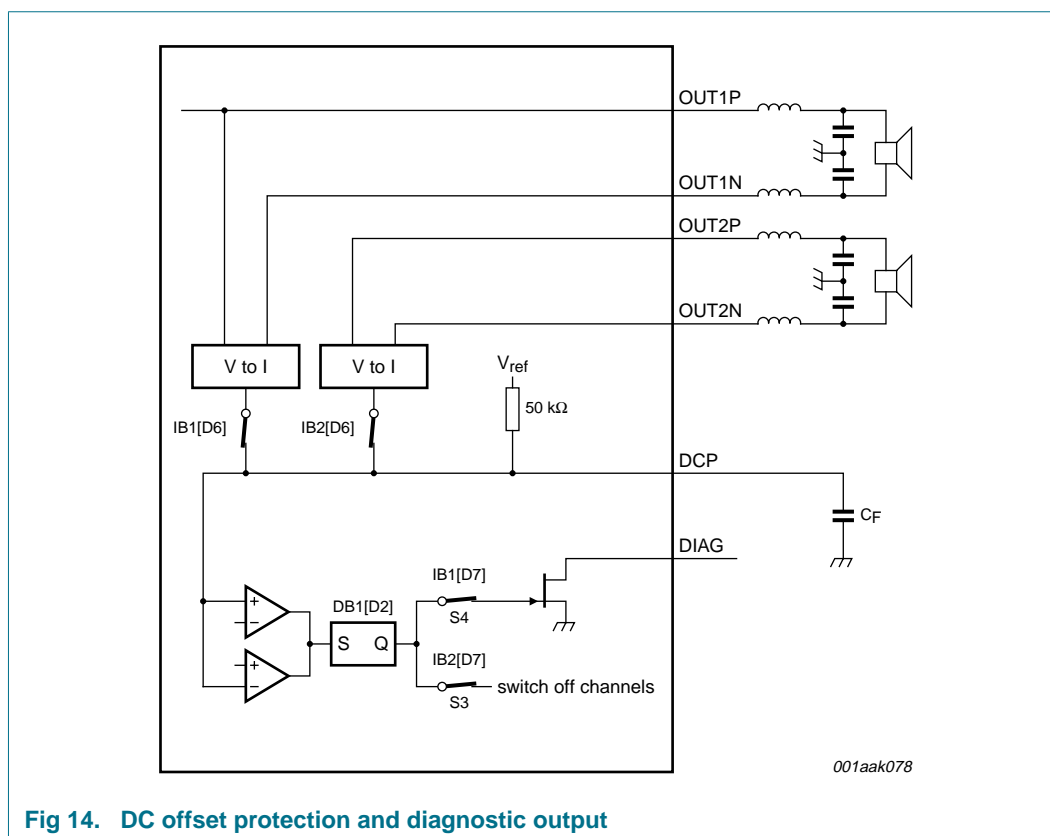 OUT1P
OUT1N
OUT2P
OUT2N
V to I
V to I
Vref
50 kΩ
IB1[D6]
IB2[D6]
DCP
CF
DIAG
IB1[D7]
DB1[D2]
S4
+
−
S Q
IB2[D7]
+
−
switch off channels
S3
001aak078
Fig 14. DC offset protection and diagnostic output